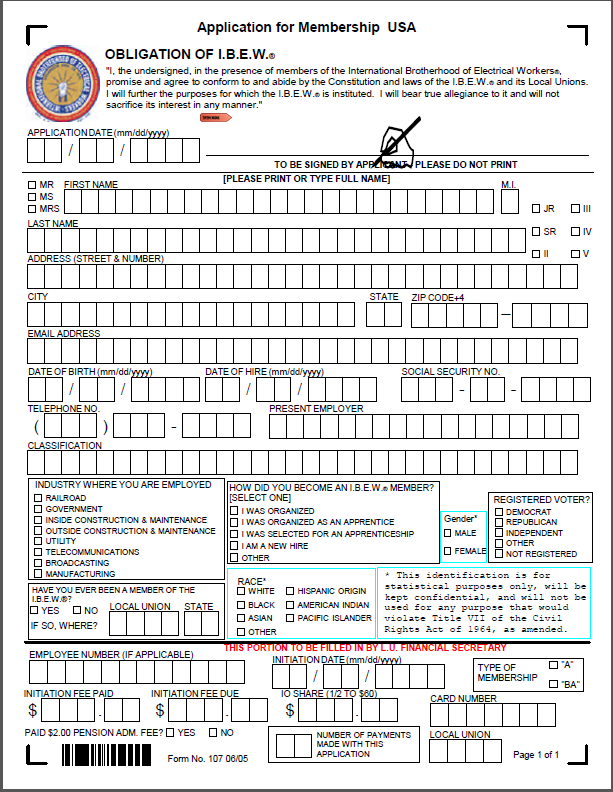 Application for Membership USA
OBLIGATION OF I.B.E.W.®
"I, the undersigned, in the presence of members of the International Brotherhood of Electrical Workers®,
promise and agree to conform to and abide by the Constitution and laws of the I.B.E.W.® and its Local Unions.
I will further the purposes for which the I.B.E.W.® is instituted. I will bear true allegiance to it and will not
sacrifice its interest in any manner."
APPLICATION DATE (mm/dd/yyyy)
/ /
TO BE SIGNED BY APPLICANT - PLEASE DO NOT PRINT
[PLEASE PRINT OR TYPE FULL NAME]
MR FIRST NAME M.I.
MS
MRS
JR III
LAST NAME
SR IV
II V
ADDRESS (STREET & NUMBER)
CITY STATE ZIP CODE+4
–
EMAIL ADDRESS
DATE OF BIRTH (mm/dd/yyyy) DATE OF HIRE (mm/dd/yyyy) SOCIAL SECURITY NO.
/ / / / - -
TELEPHONE NO. PRESENT EMPLOYER
( ) -
CLASSIFICATION
INDUSTRY WHERE YOU ARE EMPLOYED
RAILROAD
GOVERNMENT
INSIDE CONSTRUCTION & MAINTENANCE
OUTSIDE CONSTRUCTION & MAINTENANCE
UTILITY
TELECOMMUNICATIONS
BROADCASTING
MANUFACTURING
HOW DID YOU BECOME AN I.B.E.W.® MEMBER?
[SELECT ONE]
I WAS ORGANIZED
I WAS ORGANIZED AS AN APPRENTICE
I WAS SELECTED FOR AN APPRENTICESHIP
I AM A NEW HIRE
OTHER
Gender*
MALE
FEMALE
REGISTERED VOTER?
DEMOCRAT
REPUBLICAN
INDEPENDENT
OTHER
NOT REGISTERED
HAVE YOU EVER BEEN A MEMBER OF THE
I.B.E.W.®?
YES NO LOCAL UNION STATE
IF SO, WHERE?
RACE*
WHITE HISPANIC ORIGIN
BLACK AMERICAN INDIAN
ASIAN PACIFIC ISLANDER
OTHER
* This identification is for
statistical purposes only, will be
kept confidential, and will not be
used for any purpose that would
violate Title VII of the Civil
Rights Act of 1964, as amended.
THIS PORTION TO BE FILLED IN BY L.U. FINANCIAL SECRETARY
EMPLOYEE NUMBER (IF APPLICABLE) INITIATION DATE (mm/dd/yyyy)
/ /
TYPE OF
MEMBERSHIP
"A"
"BA"
INITIATION FEE PAID INITIATION FEE DUE IO SHARE (1/2 TO $60) CARD NUMBER
$ . $ . $ .
PAID $2.00 PENSION ADM. FEE? YES NO
NUMBER OF PAYMENTS
MADE WITH THIS
APPLICATION
LOCAL UNION
Form No. 107 06/05
Page 1 of 1